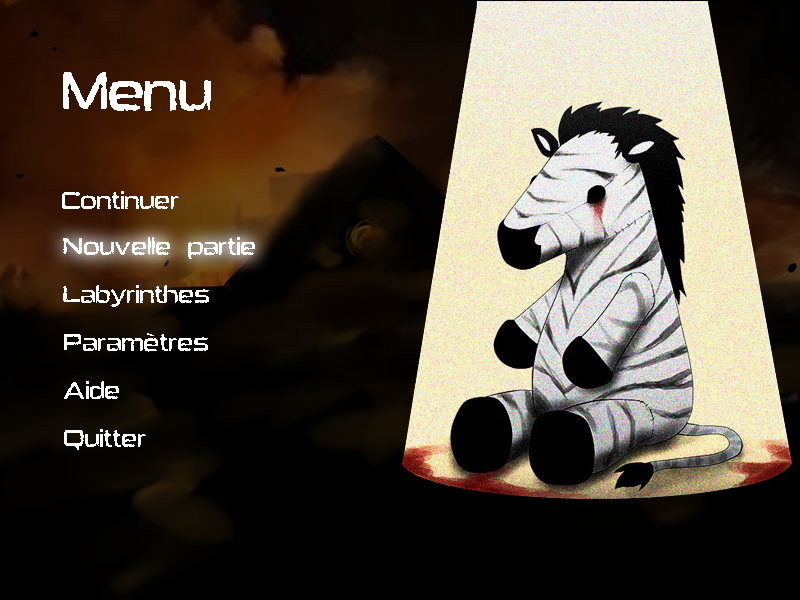 Menu
Continuer
Nouvelle partie
Labyrinthes
Paramètres
Aide
Quitter